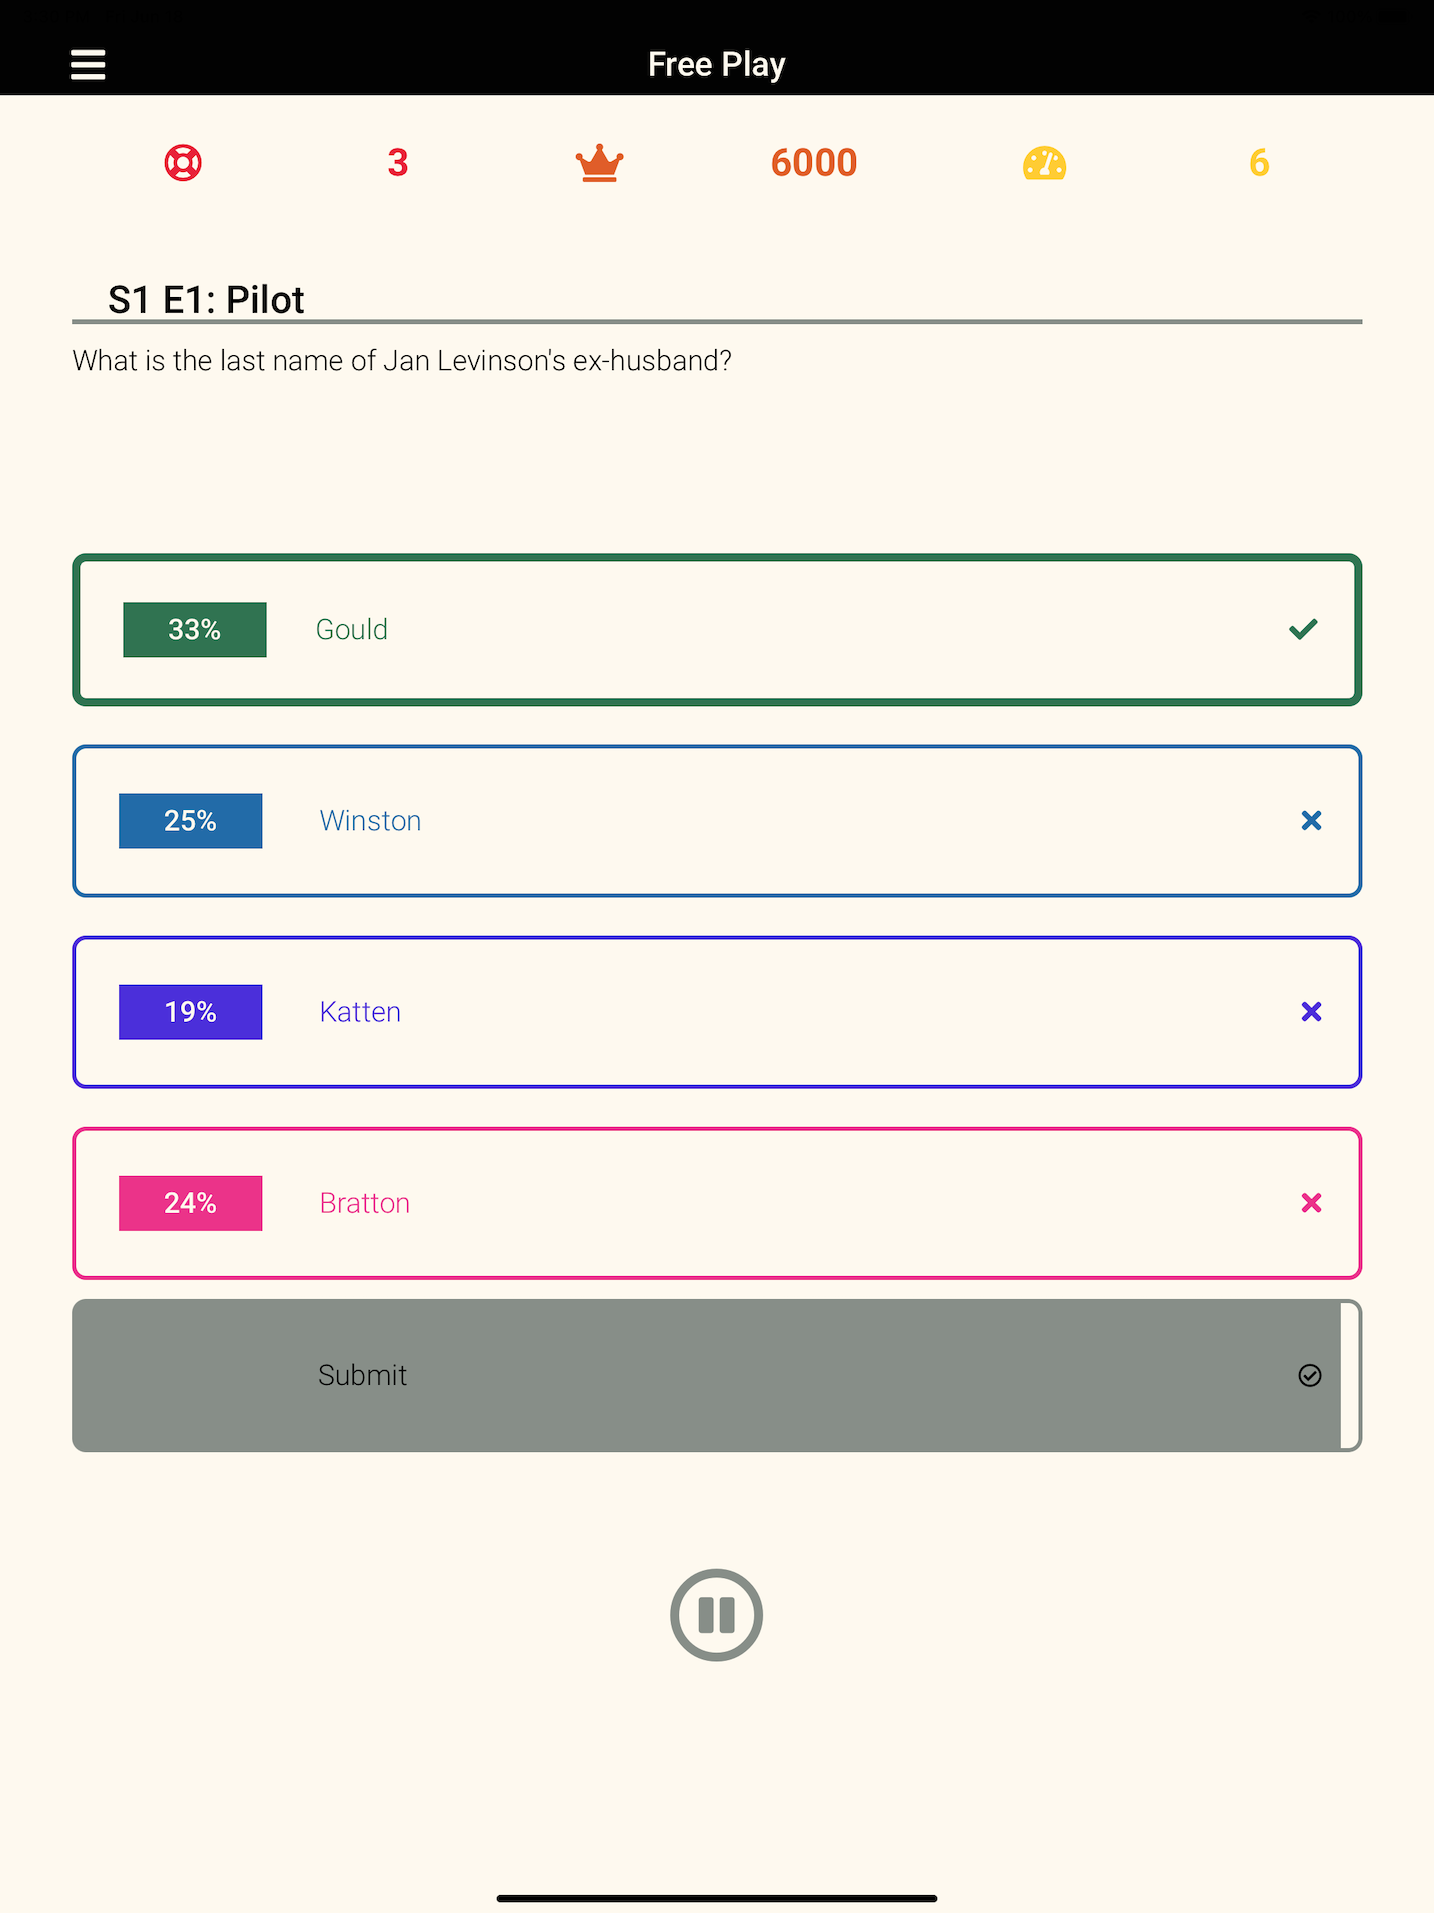 Free Play
3 6000 6
S1 E1: Pilot
What is the last name of Jan Levinson's ex-husband?
33% Gould
25% Winston
19% Katten
24% Bratton
Submit